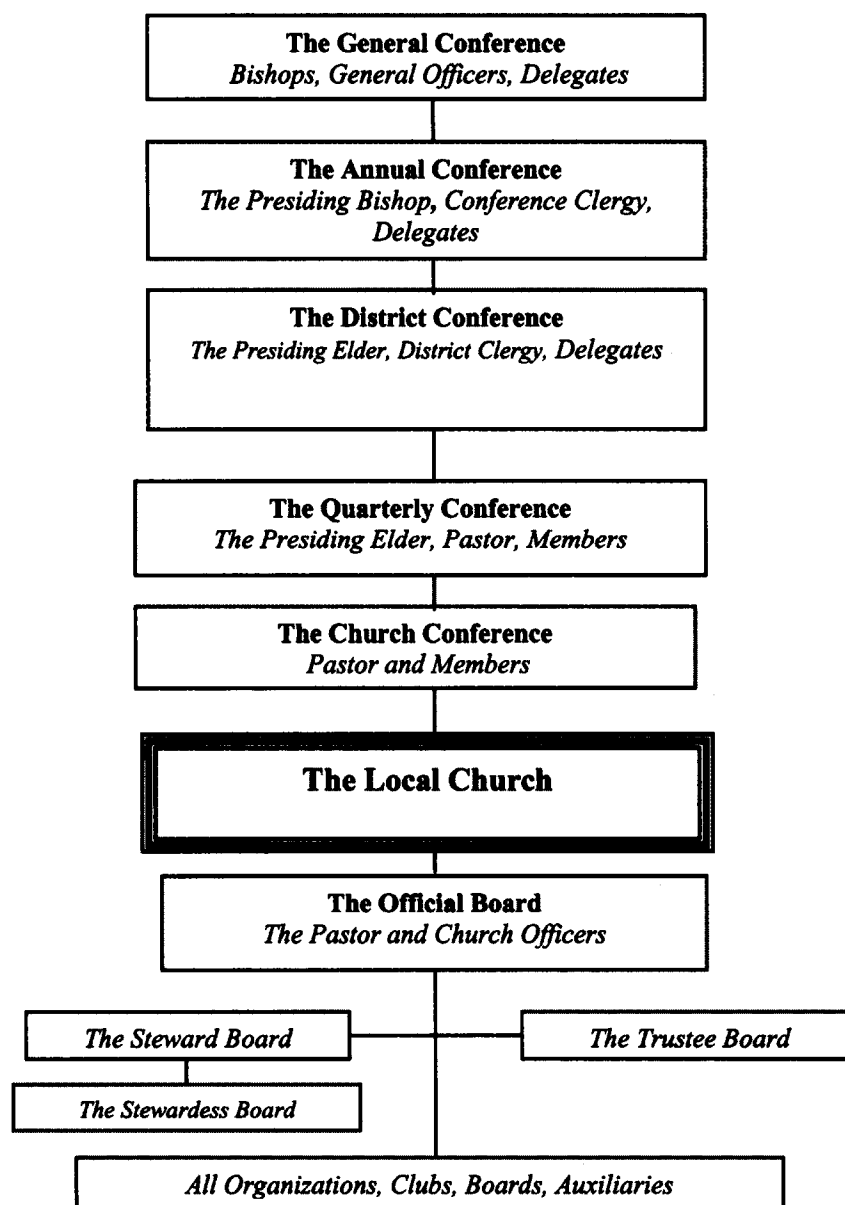 The General Conference
Bishops, General Officers, Delegates
The Annual Conference
The Presiding Bishop, Conference Clergy,
Delegates
The District Conference
The Presiding Elder, District Clergy, Delegates
The Quarterly Conference
The Presiding Elder, Pastor, Members
The Church Conference
Pastor and Members
The Local Church
The Official Board
The Pastor and Church Officers
The Steward Board
The Trustee Board
The Stewardess Board
All Organizations, Clubs, Boards, Auxiliaries